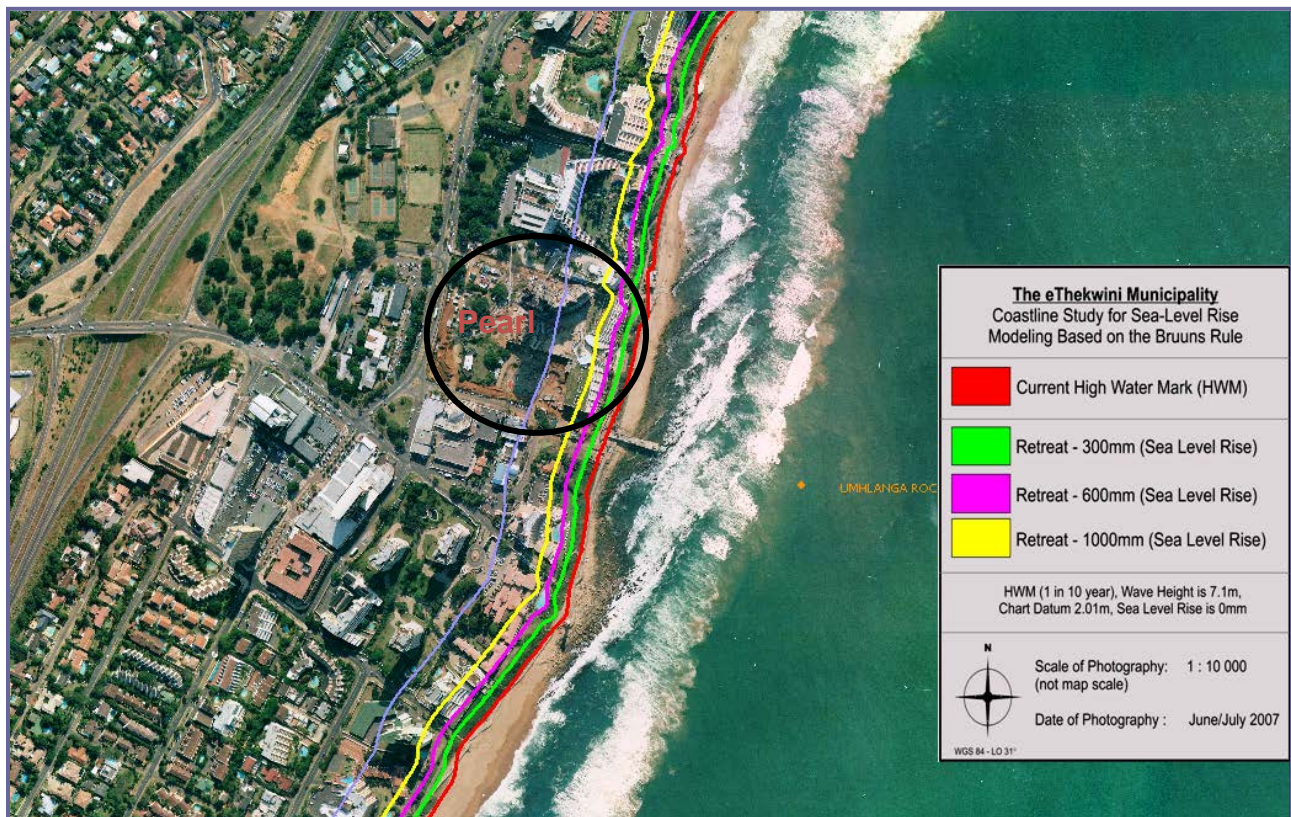 Pearl
UMHLANGA ROC
The eThekwini Municipality
Coastline Study for Sea-Level Rise
Modeling Based on the Bruuns Rule
Current High Water Mark (HWM)
Retreat - 300mm (Sea Level Rise)
Retreat - 600mm (Sea Level Rise)
Retreat - 1000mm (Sea Level Rise)
HWM (1 in 10 year), Wave Height is 7.1m,
Chart Datum 2.01m, Sea Level Rise is 0mm
N
Scale of Photography: 1 : 10 000
(not map scale)
Date of Photography : June/July 2007
WGS 84 - LO 31°